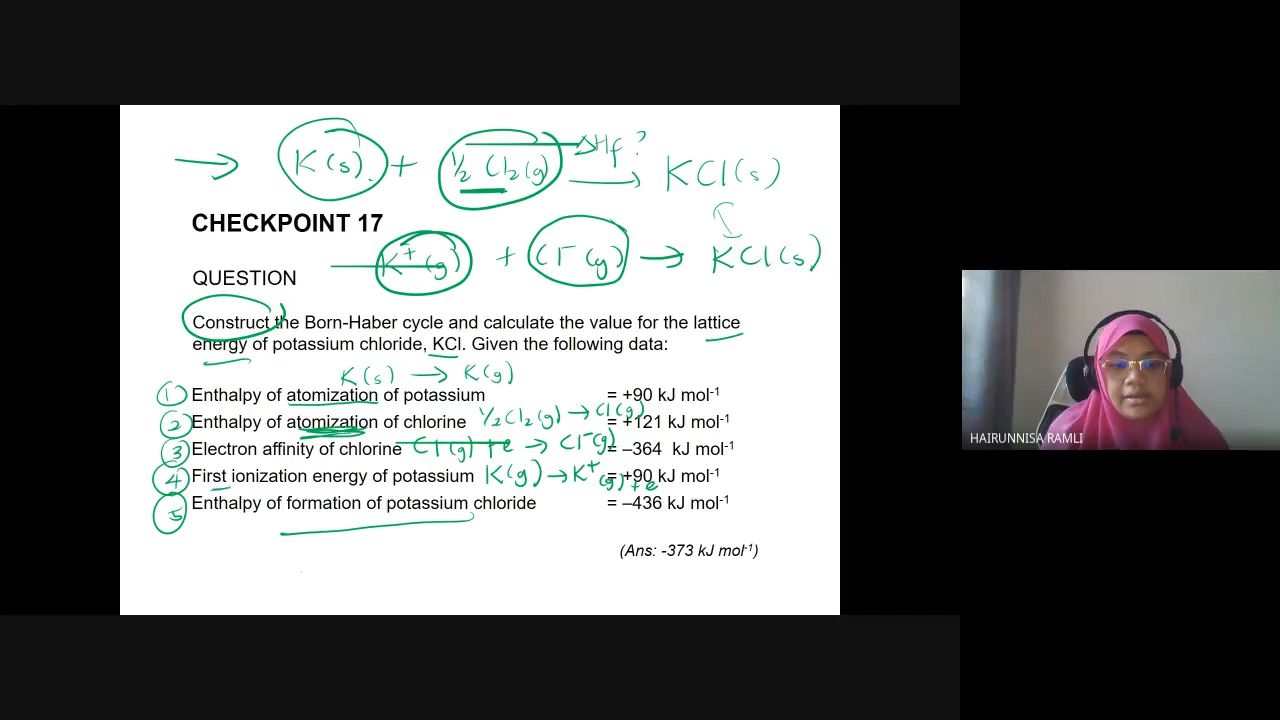 → K(s) + ½ Cl₂(g) ΔHf ? → KCl(s)
CHECKPOINT 17
K⁺(g) + Cl⁻(g) → KCl(s)
QUESTION
Construct the Born-Haber cycle and calculate the value for the lattice
energy of potassium chloride, KCl. Given the following data:
K(s) → K(g)
① Enthalpy of atomization of potassium = +90 kJ mol⁻¹
② Enthalpy of atomization of chlorine ½Cl₂(g) → Cl(g) = +121 kJ mol⁻¹
③ Electron affinity of chlorine Cl(g) + e → Cl⁻(g) = –364 kJ mol⁻¹
④ First ionization energy of potassium K(g) → K⁺(g) + e = +90 kJ mol⁻¹
⑤ Enthalpy of formation of potassium chloride = –436 kJ mol⁻¹
(Ans: -373 kJ mol⁻¹)
HAIRUNNISA RAMLI